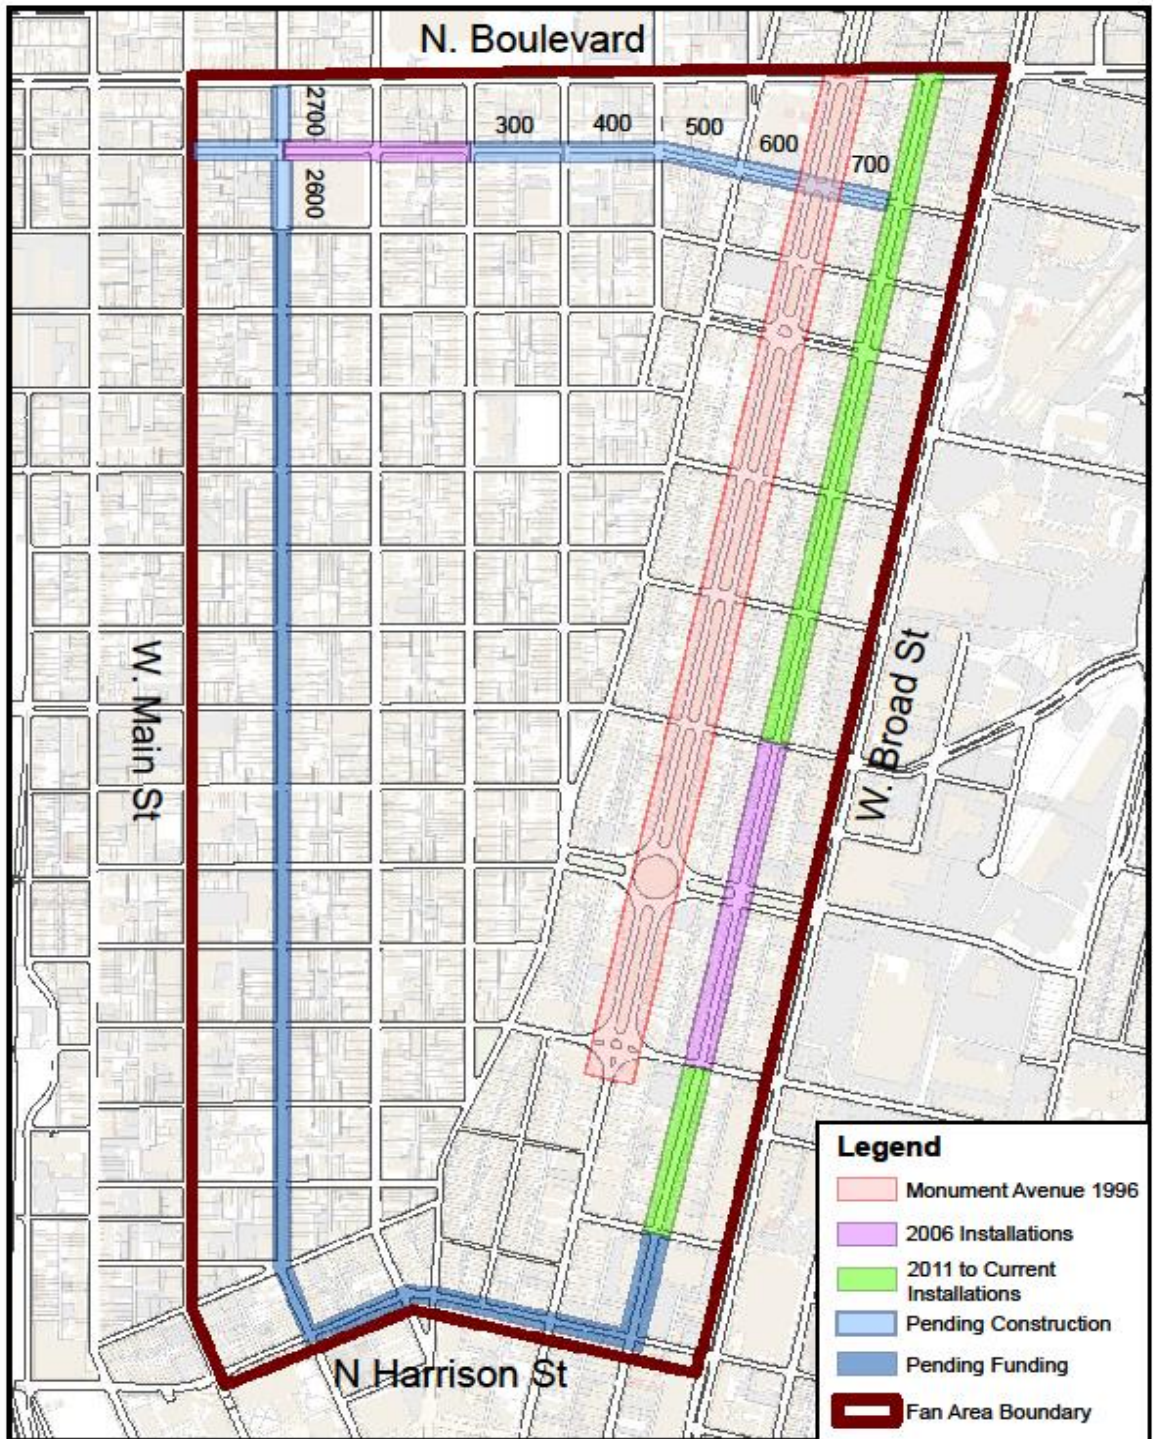 N. Boulevard
2700
300
400
500
600
700
2600
W. Main St
W. Broad St
N Harrison St
Legend
Monument Avenue 1996
2006 Installations
2011 to Current
Installations
Pending Construction
Pending Funding
Fan Area Boundary